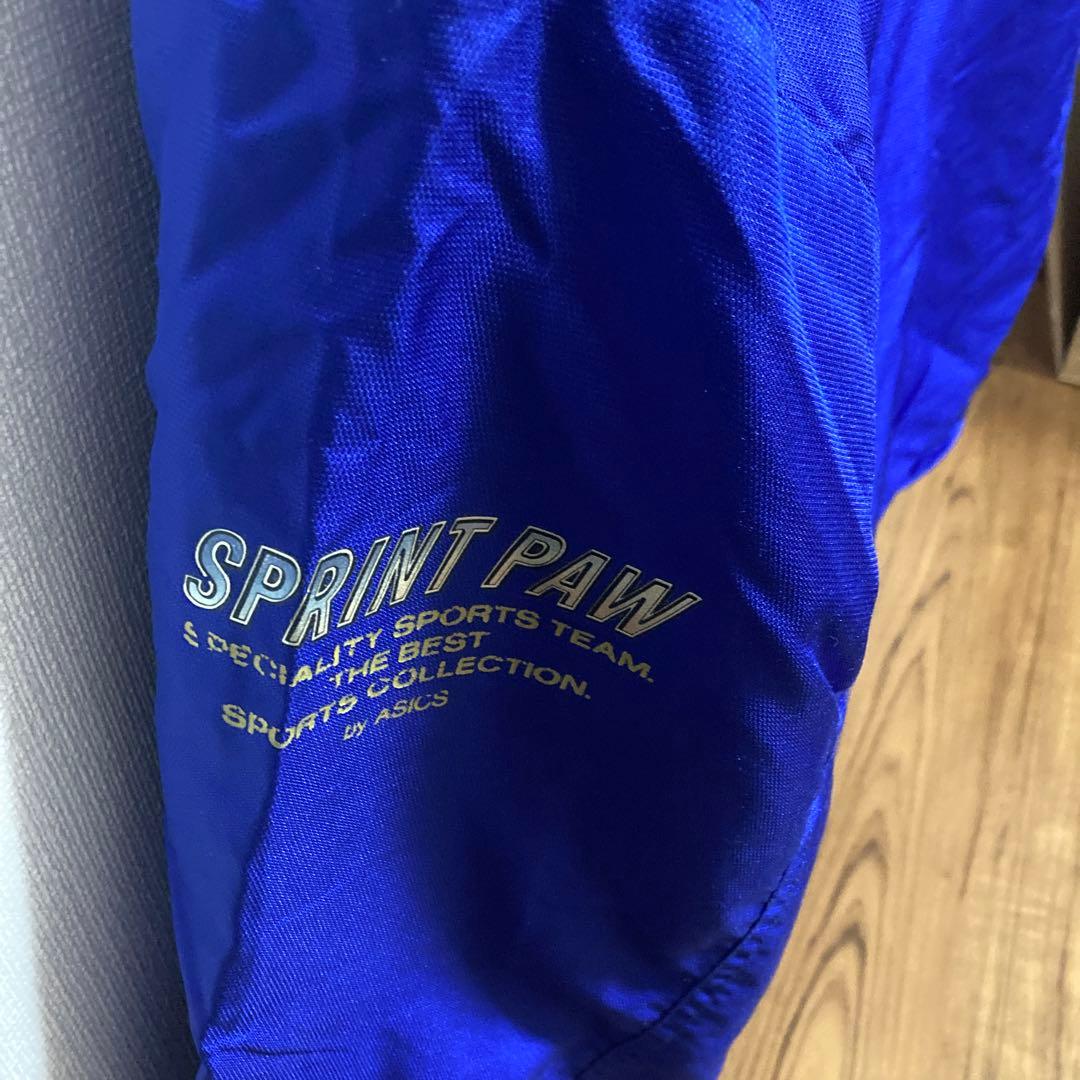 SPRINT PAW
SPECIALITY SPORTS TEAM.
THE BEST
SPORTS COLLECTION.
by ASICS